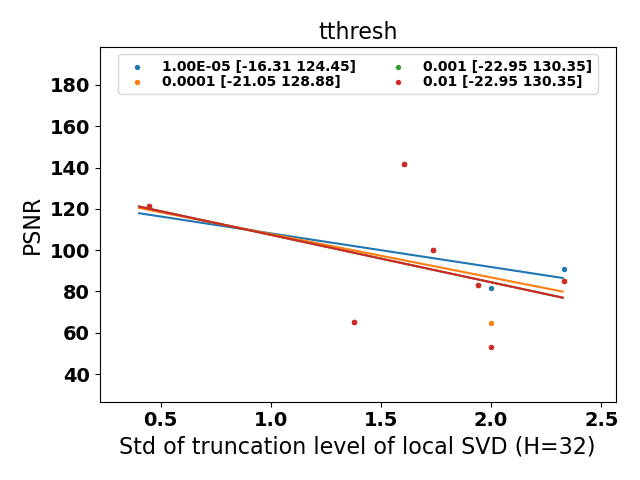 tthresh
1.00E-05 [-16.31 124.45]
0.0001 [-21.05 128.88]
0.001 [-22.95 130.35]
0.01 [-22.95 130.35]
PSNR
180
160
140
120
100
80
60
40
0.5 1.0 1.5 2.0 2.5
Std of truncation level of local SVD (H=32)